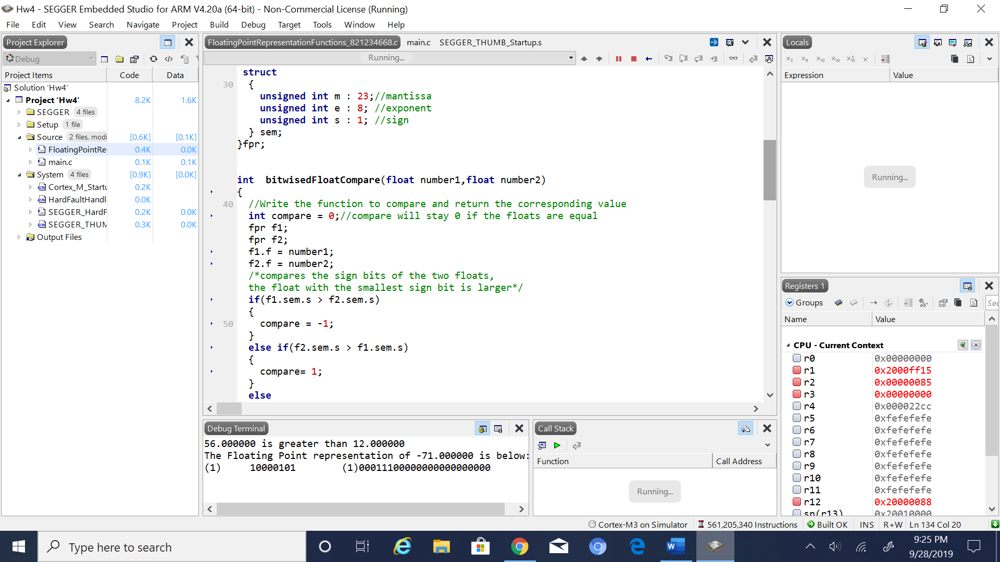 Hw4 - SEGGER Embedded Studio for ARM V4.20a (64-bit) - Non-Commercial License (Running)
File Edit View Search Navigate Project Build Debug Target Tools Window Help
Project Explorer
Debug
Project Items Code Data
Solution 'Hw4'
Project 'Hw4' 8.2K 1.6K
SEGGER 4 files
Setup 1 file
Source 2 files, modi [0.6K] [0.1K]
FloatingPointRe 0.4K 0.0K
main.c 0.1K 0.1K
System 4 files [0.9K] [0.0K]
Cortex_M_Startu 0.2K
HardFaultHandl 0.0K
SEGGER_HardF 0.2K 0.0K
SEGGER_THUM 0.3K 0.0K
Output Files
FloatingPointRepresentationFunctions_821234668.c main.c SEGGER_THUMB_Startup.s
Running...
struct
30 {
unsigned int m : 23;//mantissa
unsigned int e : 8; //exponent
unsigned int s : 1; //sign
} sem;
}fpr;
int  bitwisedFloatCompare(float number1,float number2)
{
40 //Write the function to compare and return the corresponding value
int compare = 0;//compare will stay 0 if the floats are equal
fpr f1;
fpr f2;
f1.f = number1;
f2.f = number2;
/*compares the sign bits of the two floats,
the float with the smallest sign bit is larger*/
if(f1.sem.s > f2.sem.s)
{
50 compare = -1;
}
else if(f2.sem.s > f1.sem.s)
{
compare= 1;
}
else
Debug Terminal
56.000000 is greater than 12.000000
The Floating Point representation of -71.000000 is below:
(1) 10000101 (1)00011100000000000000000
Call Stack
Function Call Address
Running...
Locals
Expression Value
Running...
Registers 1
Groups Sea
Name Value
CPU - Current Context
r0 0x00000000
r1 0x2000ff15
r2 0x00000085
r3 0x00000000
r4 0x000022cc
r5 0xfefefefe
r6 0xfefefefe
r7 0xfefefefe
r8 0xfefefefe
r9 0xfefefefe
r10 0xfefefefe
r11 0xfefefefe
r12 0x20000088
sp(r13) 0x20010000
Cortex-M3 on Simulator 561,205,340 Instructions Built OK INS R+W Ln 134 Col 20
Type here to search
9:25 PM
9/28/2019